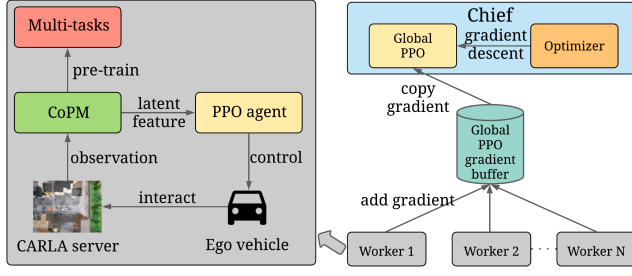 Multi-tasks
pre-train
CoPM
latent
feature
PPO agent
observation
control
interact
CARLA server
Ego vehicle
Chief
Global
PPO
gradient
descent
Optimizer
copy
gradient
Global
PPO
gradient
buffer
add gradient
Worker 1
Worker 2
. . . .
Worker N